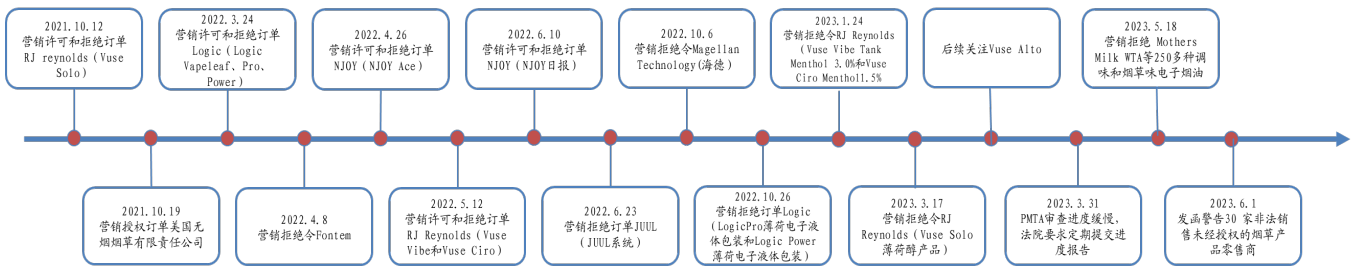 2021.10.12
营销许可和拒绝订单
RJ reynolds（Vuse
Solo）
2022.3.24
营销许可和拒绝订单
Logic（Logic
Vapeleaf、Pro、
Power）
2022.4.26
营销许可和拒绝订单
NJOY（NJOY Ace）
2022.6.10
营销许可和拒绝订单
NJOY（NJOY日报）
2022.10.6
营销拒绝令Magellan
Technology(海德）
2023.1.24
营销拒绝令RJ Reynolds
（Vuse Vibe Tank
Menthol 3.0%和Vuse
Ciro Menthol1.5%
后续关注Vuse Alto
2023.5.18
营销拒绝 Mothers
Milk WTA等250多种调
味和烟草味电子烟油
2021.10.19
营销授权订单美国无
烟烟草有限责任公司
2022.4.8
营销拒绝令Fontem
2022.5.12
营销许可和拒绝订单
RJ Reynolds（Vuse
Vibe和Vuse Ciro）
2022.6.23
营销拒绝订单JUUL
（JUUL系统）
2022.10.26
营销拒绝订单Logic
(LogicPro薄荷电子液
体包装和Logic Power
薄荷电子液体包装）
2023.3.17
营销拒绝令RJ
Reynolds（Vuse Solo
薄荷醇产品）
2023.3.31
PMTA审查进度缓慢，
法院要求定期提交进
度报告
2023.6.1
发函警告30 家非法销
售未经授权的烟草产
品零售商